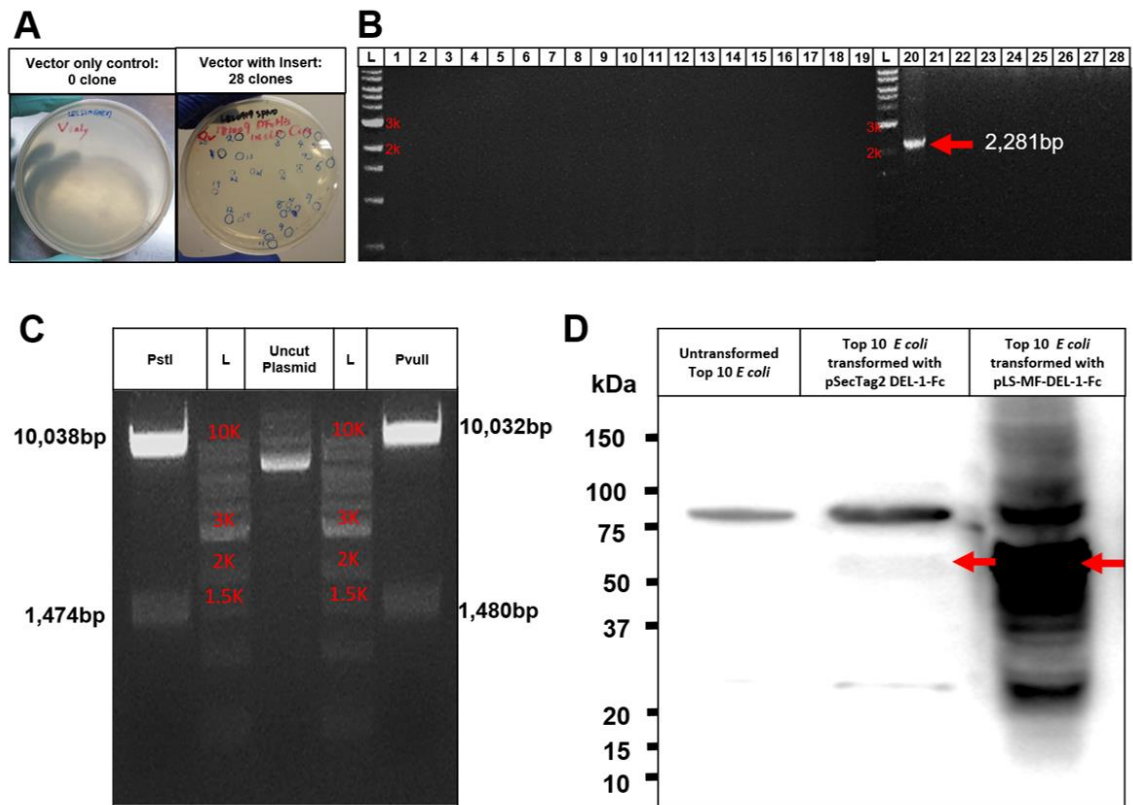 A
Vector only control:
0 clone
Vector with Insert:
28 clones
V only
B
L 1 2 3 4 5 6 7 8 9 10 11 12 13 14 15 16 17 18 19 L 20 21 22 23 24 25 26 27 28
3k
2k
3k
2k
2,281bp
C
PstI L Uncut Plasmid L PvuII
10,038bp
1,474bp
10K
3K
2K
1.5K
10K
3K
2K
1.5K
10,032bp
1,480bp
D
kDa
Untransformed
Top 10 E coli
Top 10 E coli
transformed with
pSecTag2 DEL-1-Fc
Top 10 E coli
transformed with
pLS-MF-DEL-1-Fc
150
100
75
50
37
20
15
10